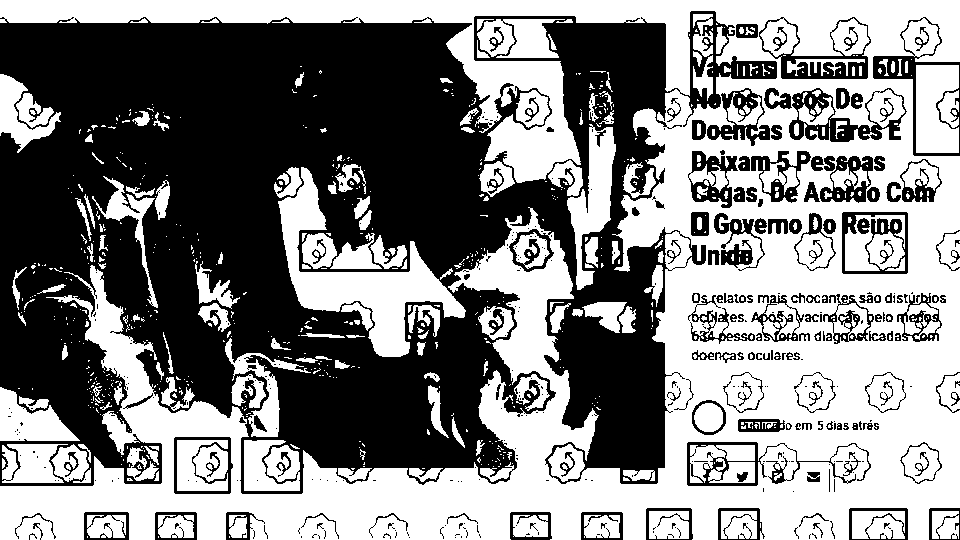 ARTIGOS
Vacinas Causam 600
Novos Casos De
Doenças Oculares E
Deixam 5 Pessoas
Cegas, De Acordo Com
O Governo Do Reino
Unido
Os relatos mais chocantes são distúrbios
oculares. Após a vacinação, pelo menos
634 pessoas foram diagnosticadas com
doenças oculares.
Publicado em 5 dias atrás